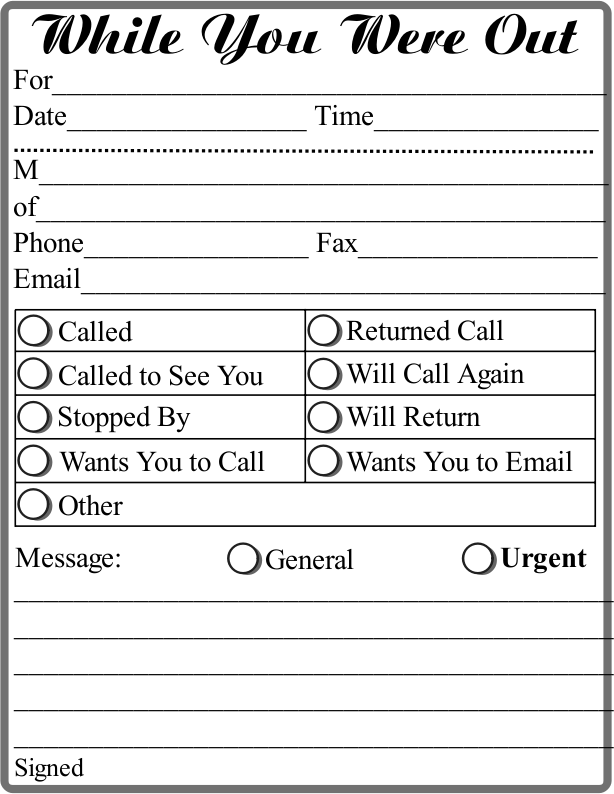 While You Were Out
For
Date Time
M
of
Phone Fax
Email
Called Returned Call
Called to See You Will Call Again
Stopped By Will Return
Wants You to Call Wants You to Email
Other
Message: General Urgent
Signed